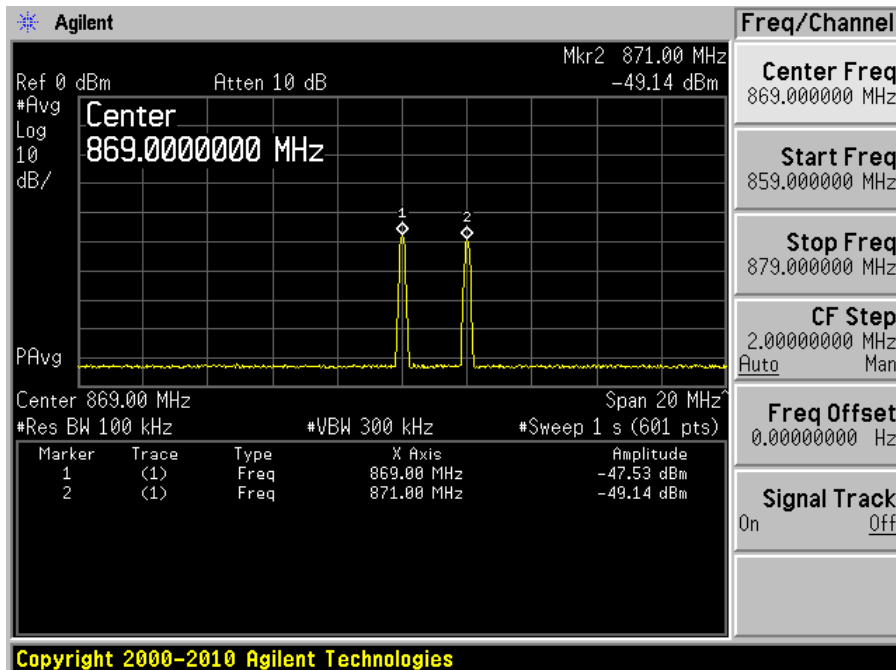 Agilent
Freq/Channel
Mkr2 871.00 MHz
Ref 0 dBm Atten 10 dB -49.14 dBm
#Avg
Log
10
dB/
Center
869.0000000 MHz
1
2
PAvg
Center 869.00 MHz Span 20 MHz^
#Res BW 100 kHz #VBW 300 kHz #Sweep 1 s (601 pts)
Marker Trace Type X Axis Amplitude
1 (1) Freq 869.00 MHz -47.53 dBm
2 (1) Freq 871.00 MHz -49.14 dBm
Center Freq
869.000000 MHz
Start Freq
859.000000 MHz
Stop Freq
879.000000 MHz
CF Step
2.00000000 MHz
Auto Man
Freq Offset
0.00000000 Hz
Signal Track
On Off
Copyright 2000-2010 Agilent Technologies